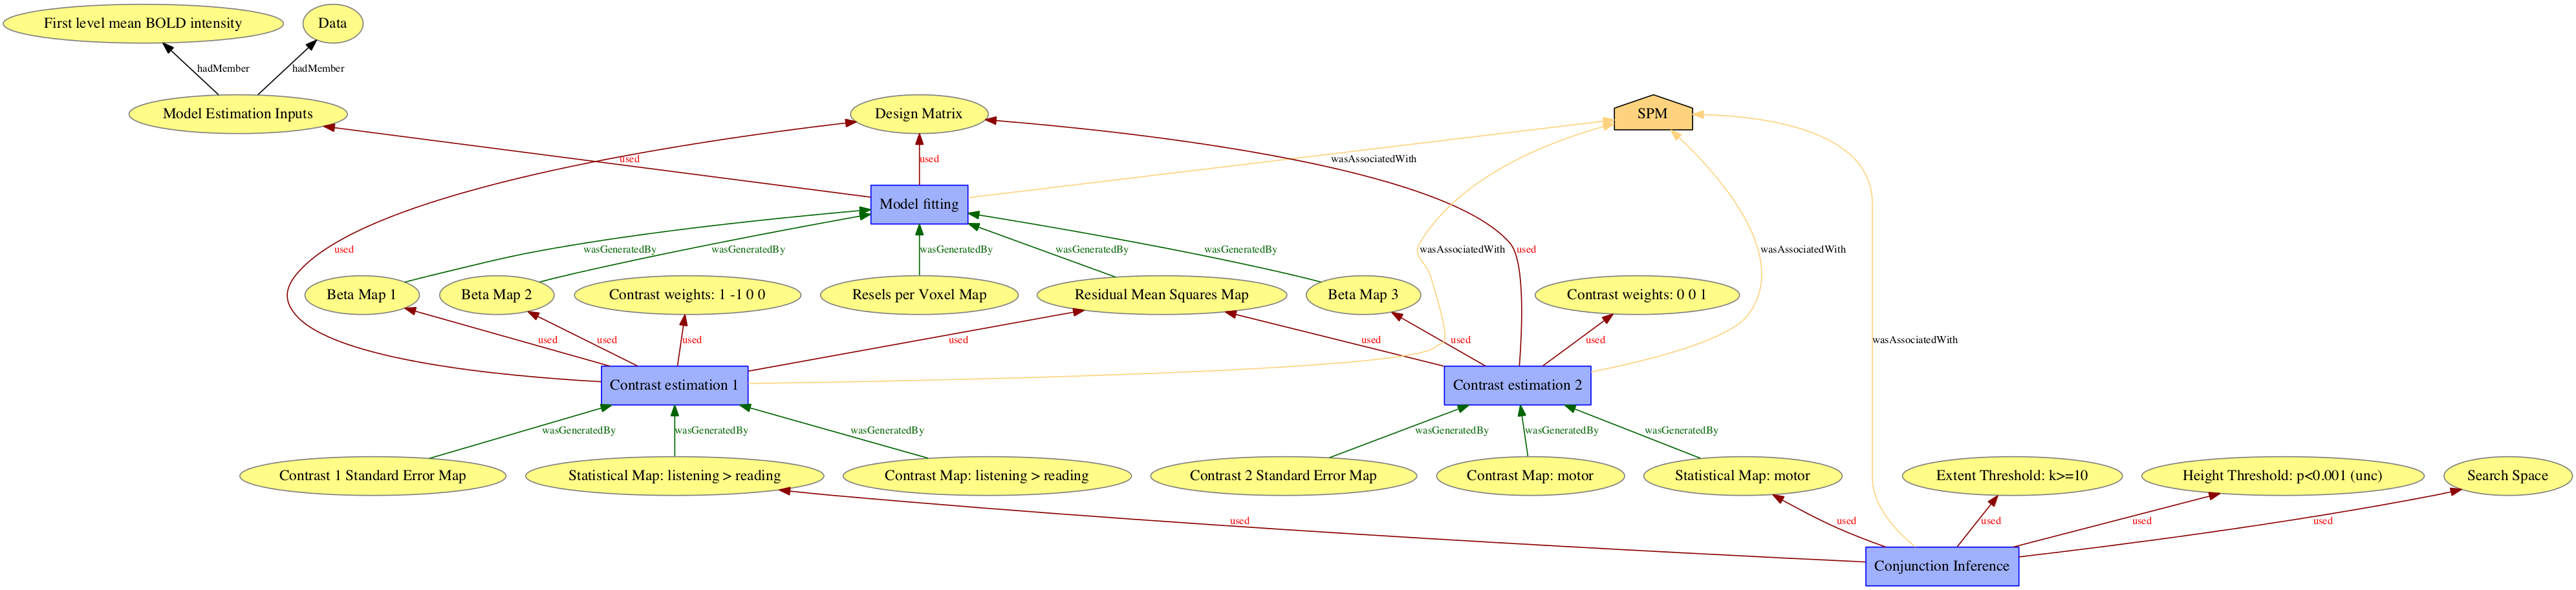 First level mean BOLD intensity
Data
hadMember
hadMember
Model Estimation Inputs
Design Matrix
SPM
used
used
wasAssociatedWith
Model fitting
used
wasGeneratedBy
wasGeneratedBy
wasGeneratedBy
wasGeneratedBy
wasGeneratedBy
wasAssociatedWith
used
wasAssociatedWith
Beta Map 1
Beta Map 2
Contrast weights: 1 -1 0 0
Resels per Voxel Map
Residual Mean Squares Map
Beta Map 3
Contrast weights: 0 0 1
used
used
used
used
used
used
used
wasAssociatedWith
Contrast estimation 1
Contrast estimation 2
wasGeneratedBy
wasGeneratedBy
wasGeneratedBy
wasGeneratedBy
wasGeneratedBy
wasGeneratedBy
Contrast 1 Standard Error Map
Statistical Map: listening > reading
Contrast Map: listening > reading
Contrast 2 Standard Error Map
Contrast Map: motor
Statistical Map: motor
Extent Threshold: k>=10
Height Threshold: p<0.001 (unc)
Search Space
used
used
used
used
used
Conjunction Inference